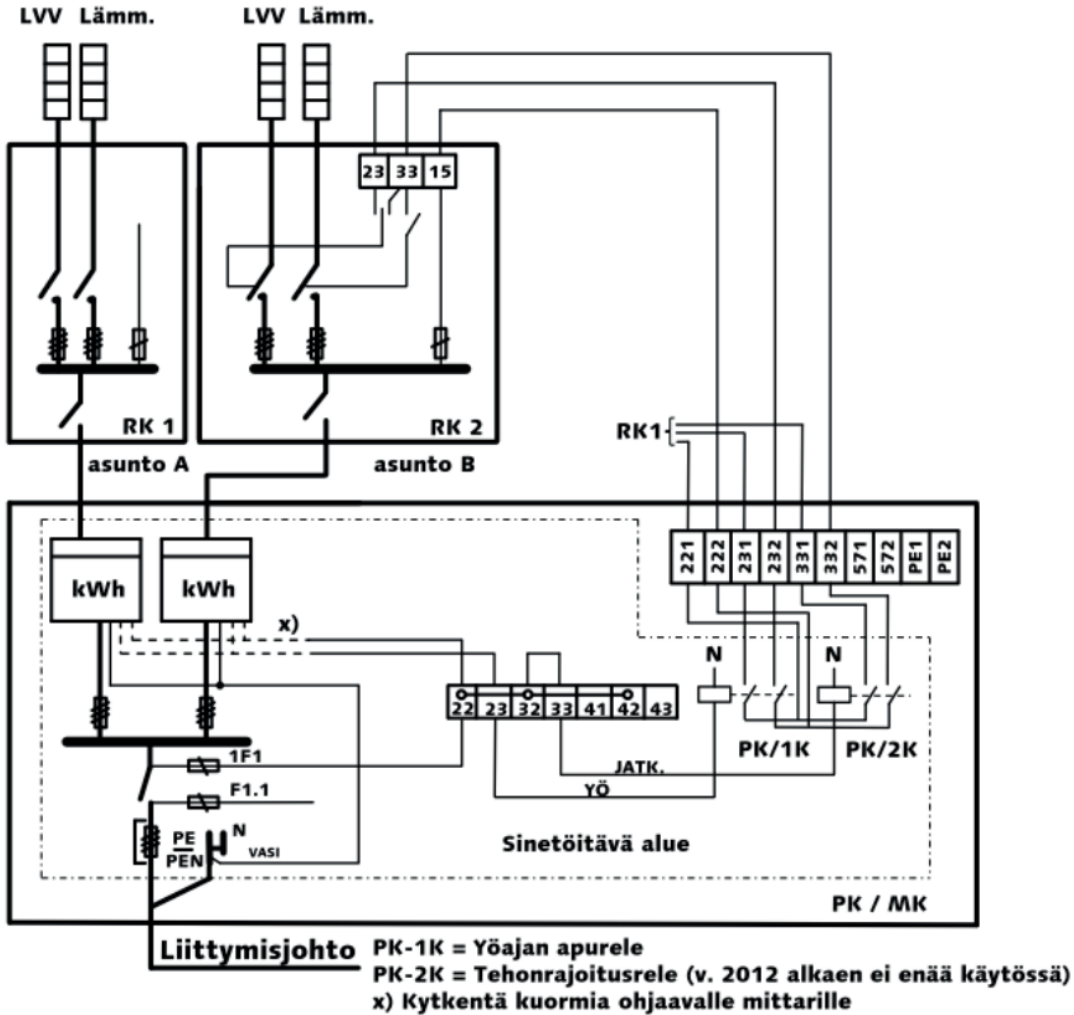 LVV Lämm.
LVV Lämm.
23 33 15
RK 1
RK 2
asunto A
asunto B
RK1
221 222 231 232 331 332 571 572 PE1 PE2
kWh
kWh
x)
N
N
22 23 32 33 41 42 43
PK/1K
PK/2K
1F1
JATK.
YÖ
F1.1
N
PE
PEN
VASI
Sinetöitävä alue
PK / MK
Liittymisjohto
PK-1K = Yöajan apurele
PK-2K = Tehonrajoitusrele (v. 2012 alkaen ei enää käytössä)
x) Kytkentä kuormia ohjaavalle mittarille